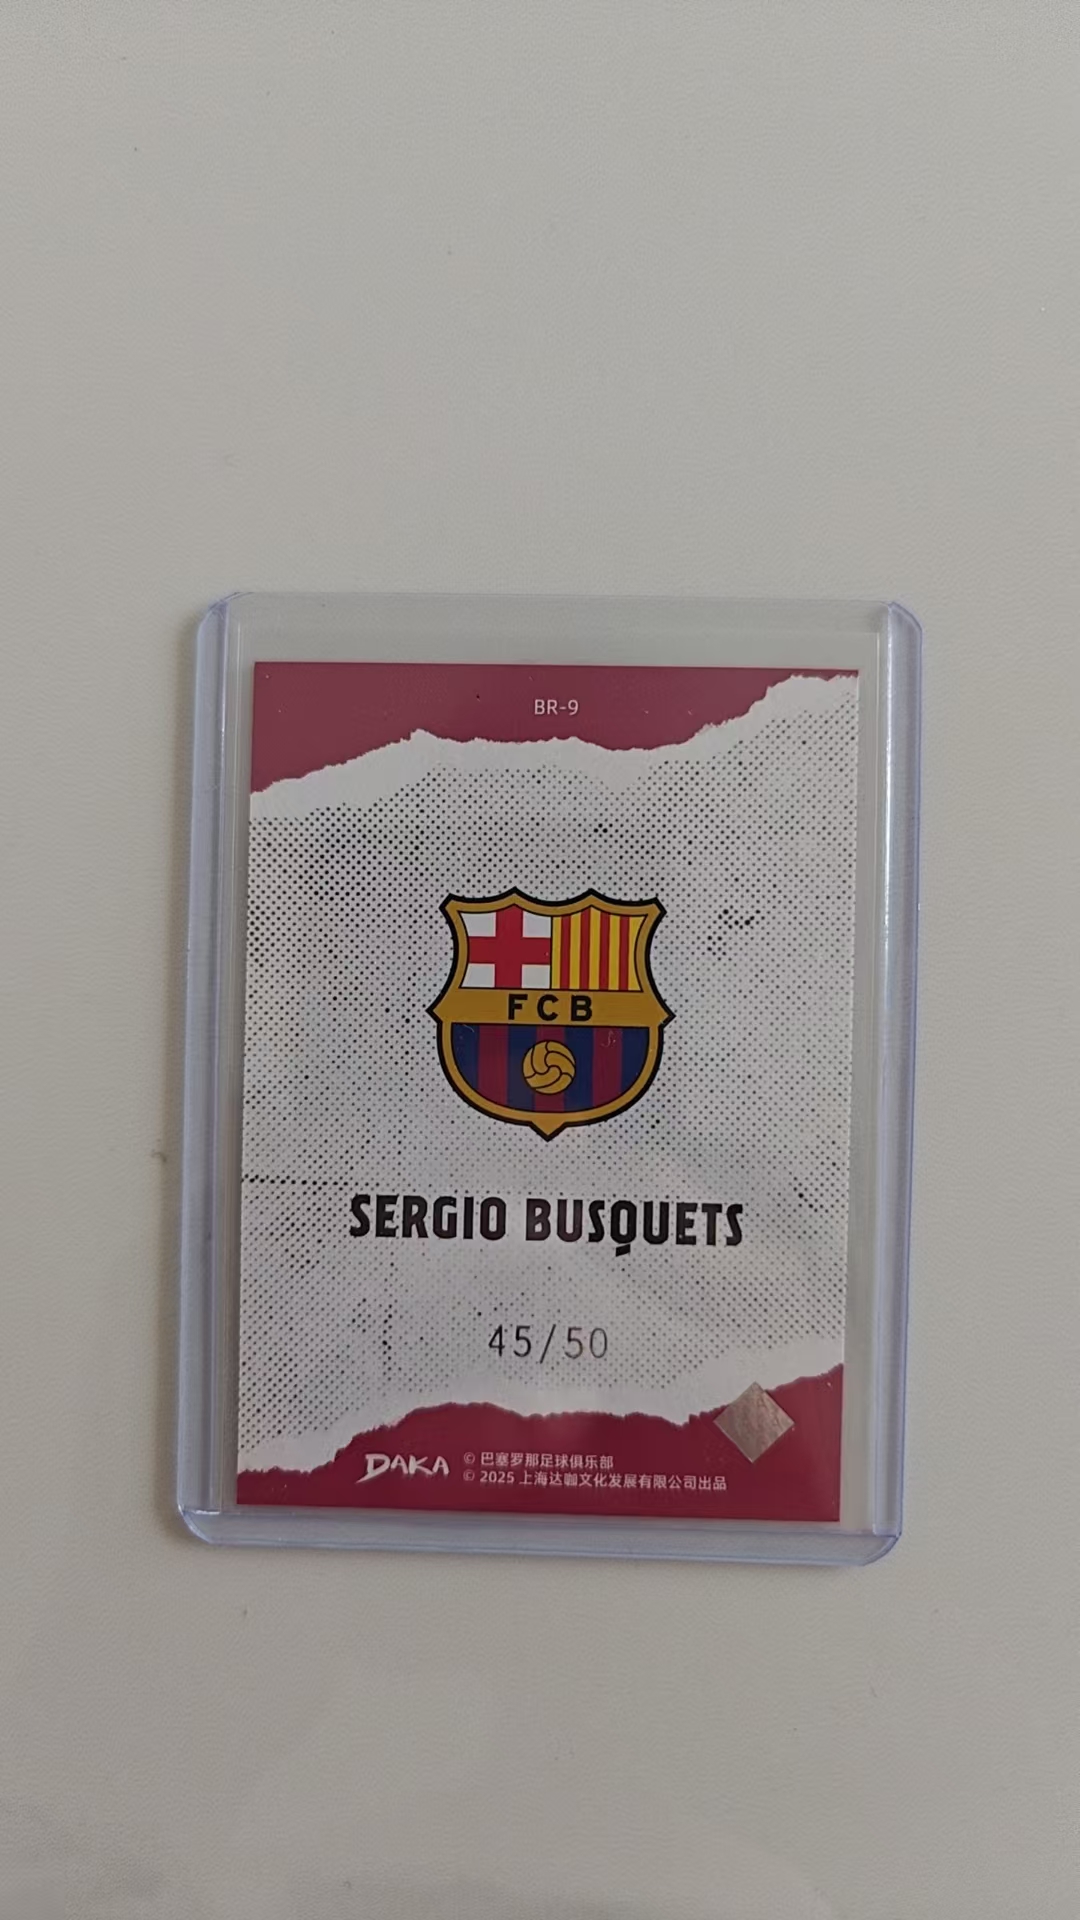 BR-9
FCB
SERGIO BUSQUETS
45/50
DAKA © 巴塞罗那足球俱乐部
© 2025 上海达咖文化发展有限公司出品